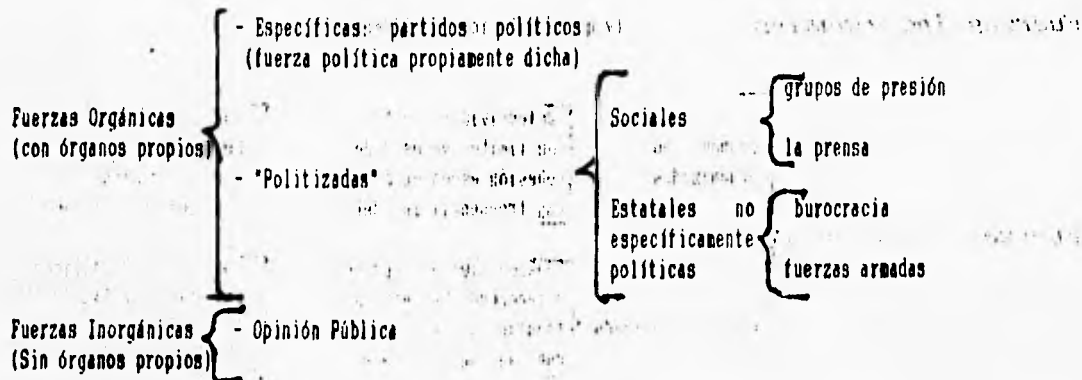 - Específicas: partidos políticos
(fuerza política propiamente dicha)
Fuerzas Orgánicas
(con órganos propios)
- "Politizadas"
Sociales
grupos de presión
la prensa
Estatales no
específicamente
políticas
burocracia
fuerzas armadas
Fuerzas Inorgánicas
(Sin órganos propios)
- Opinión Pública